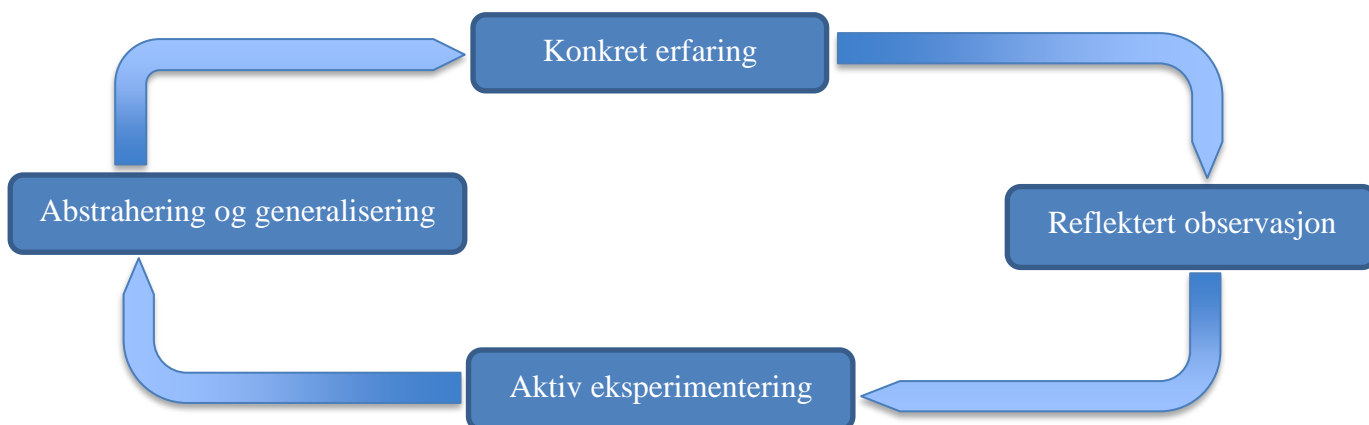 Konkret erfaring
Abstrahering og generalisering
Reflektert observasjon
Aktiv eksperimentering